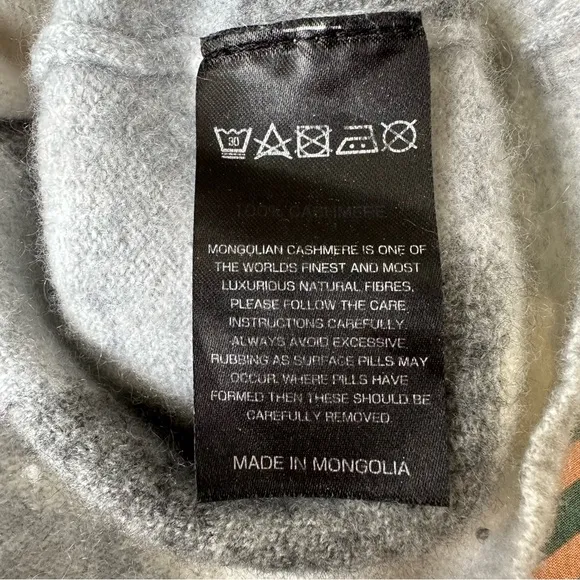 30
100% CASHMERE
MONGOLIAN CASHMERE IS ONE OF
THE WORLDS FINEST AND MOST
LUXURIOUS NATURAL FIBRES.
PLEASE FOLLOW THE CARE
INSTRUCTIONS CAREFULLY.
ALWAYS AVOID EXCESSIVE
RUBBING AS SURFACE PILLS MAY
OCCUR. WHERE PILLS HAVE
FORMED THEN THESE SHOULD BE
CAREFULLY REMOVED.
MADE IN MONGOLIA